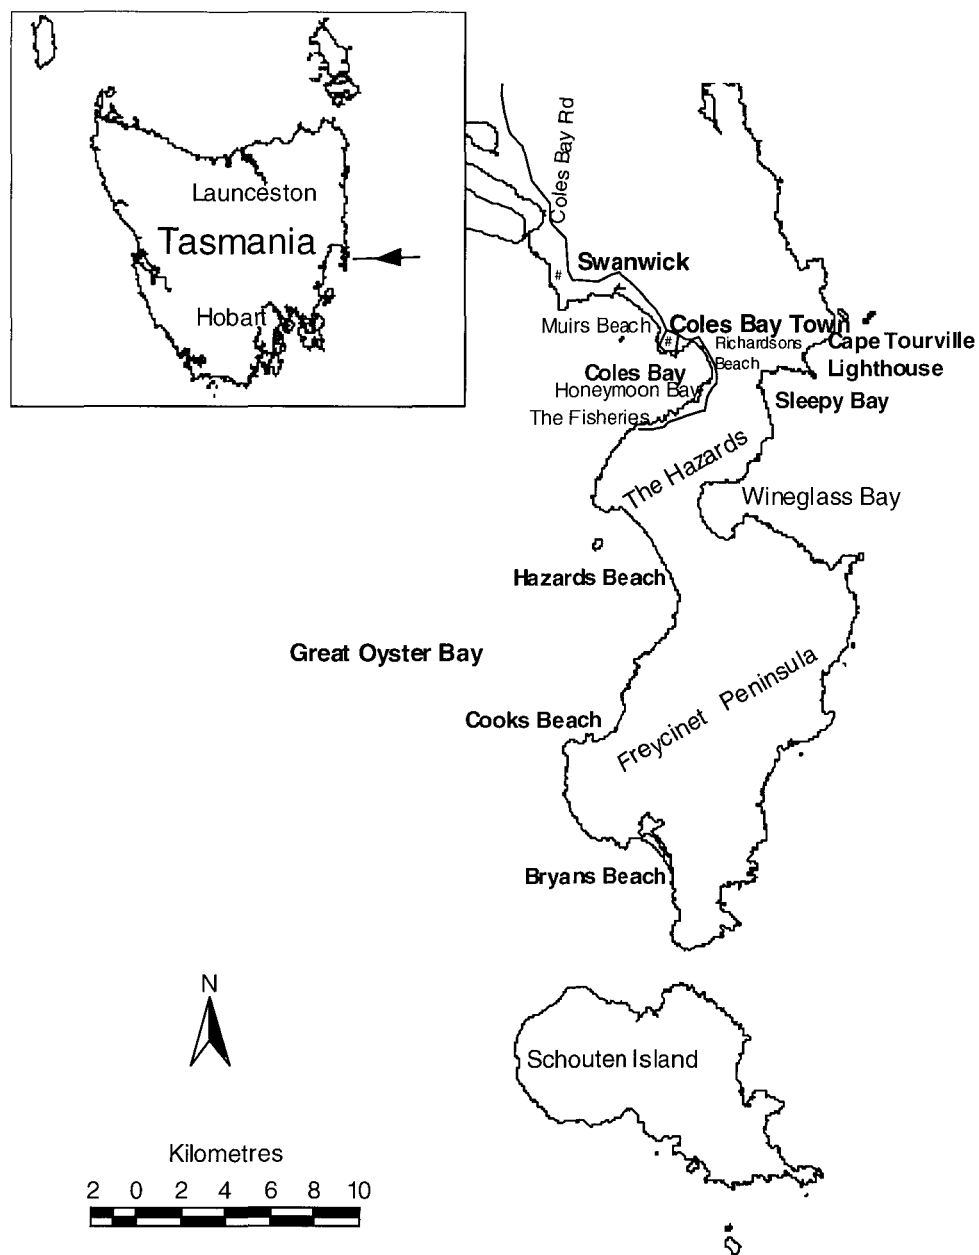 Launceston
Tasmania
Hobart
Coles Bay Rd
Swanwick
#
Muirs Beach
Coles Bay Town
#
Richardsons
Beach
Cape Tourville
Lighthouse
Coles Bay
Honeymoon Bay
Sleepy Bay
The Fisheries
The Hazards
Wineglass Bay
Hazards Beach
Great Oyster Bay
Freycinet Peninsula
Cooks Beach
Bryans Beach
N
Schouten Island
Kilometres
2 0 2 4 6 8 10